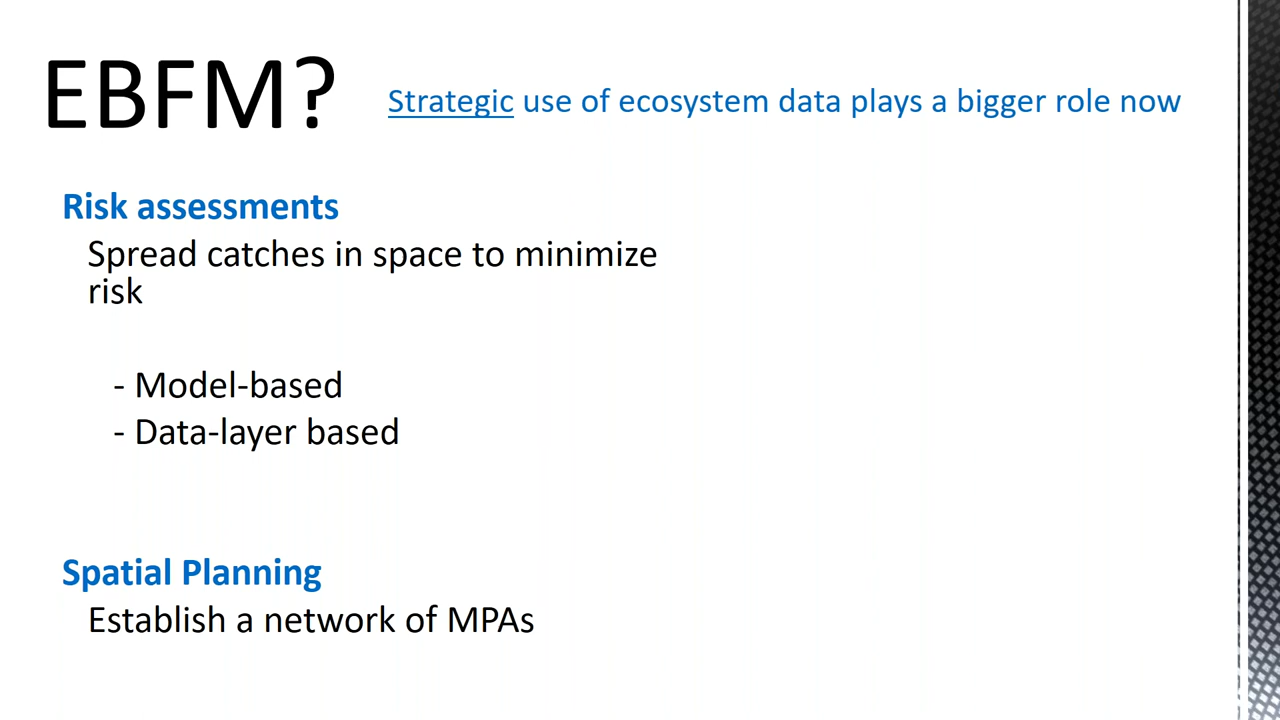 EBFM?
Strategic use of ecosystem data plays a bigger role now
Risk assessments
Spread catches in space to minimize
risk
- Model-based
- Data-layer based
Spatial Planning
Establish a network of MPAs